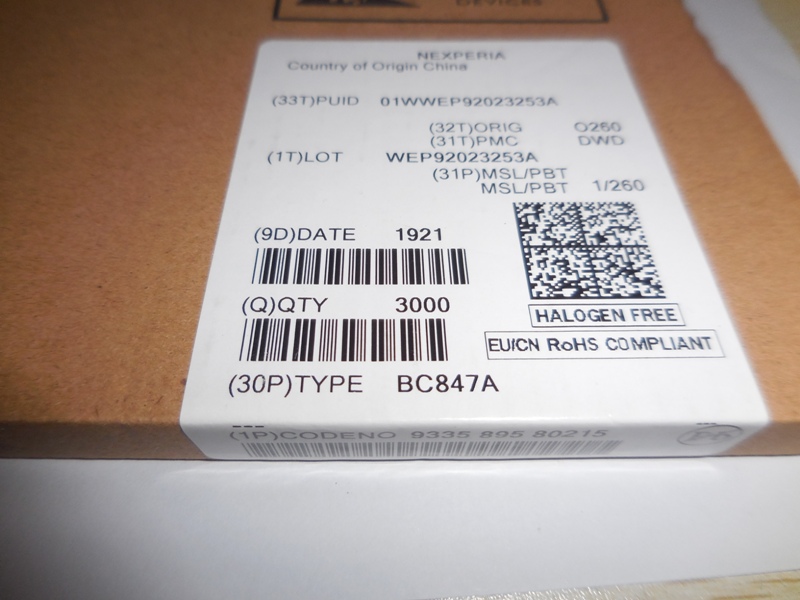 DEVICES
NEXPERIA
Country of Origin China
(33T)PUID 01WWEP92023253A
(32T)ORIG O260
(31T)PMC DWD
(1T)LOT WEP92023253A
(31P)MSL/PBT
MSL/PBT 1/260
(9D)DATE 1921
(Q)QTY 3000
HALOGEN FREE
EU/CN RoHS COMPLIANT
(30P)TYPE BC847A
(1P)CODENO 9335 895 80215